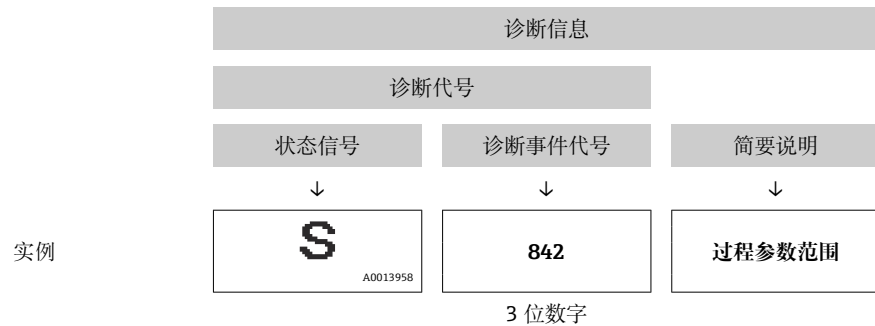 诊断信息
诊断代号
状态信号 诊断事件代号 简要说明
↓ ↓ ↓
实例 S 842 过程参数范围
A0013958
3 位数字